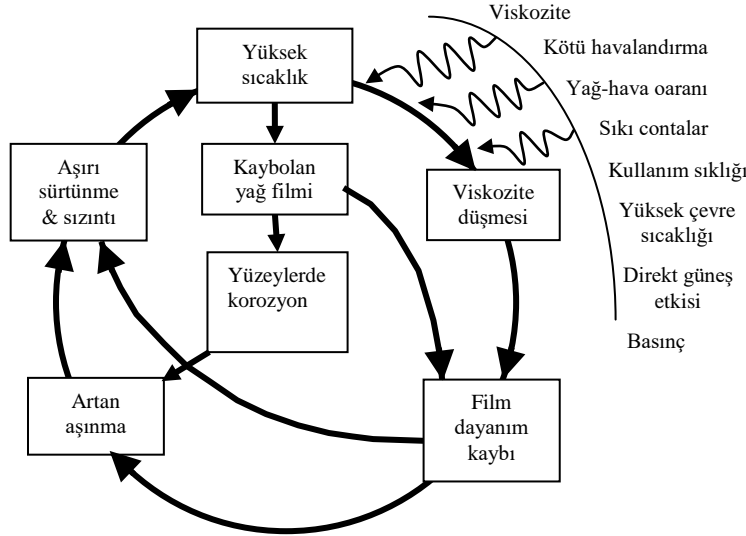 Viskozite
Kötü havalandırma
Yağ-hava oaranı
Sıkı contalar
Kullanım sıklığı
Yüksek çevre
sıcaklığı
Direkt güneş
etkisi
Basınç
Yüksek
sıcaklık
Kaybolan
yağ filmi
Viskozite
düşmesi
Aşırı
sürtünme
& sızıntı
Yüzeylerde
korozyon
Artan
aşınma
Film
dayanım
kaybı